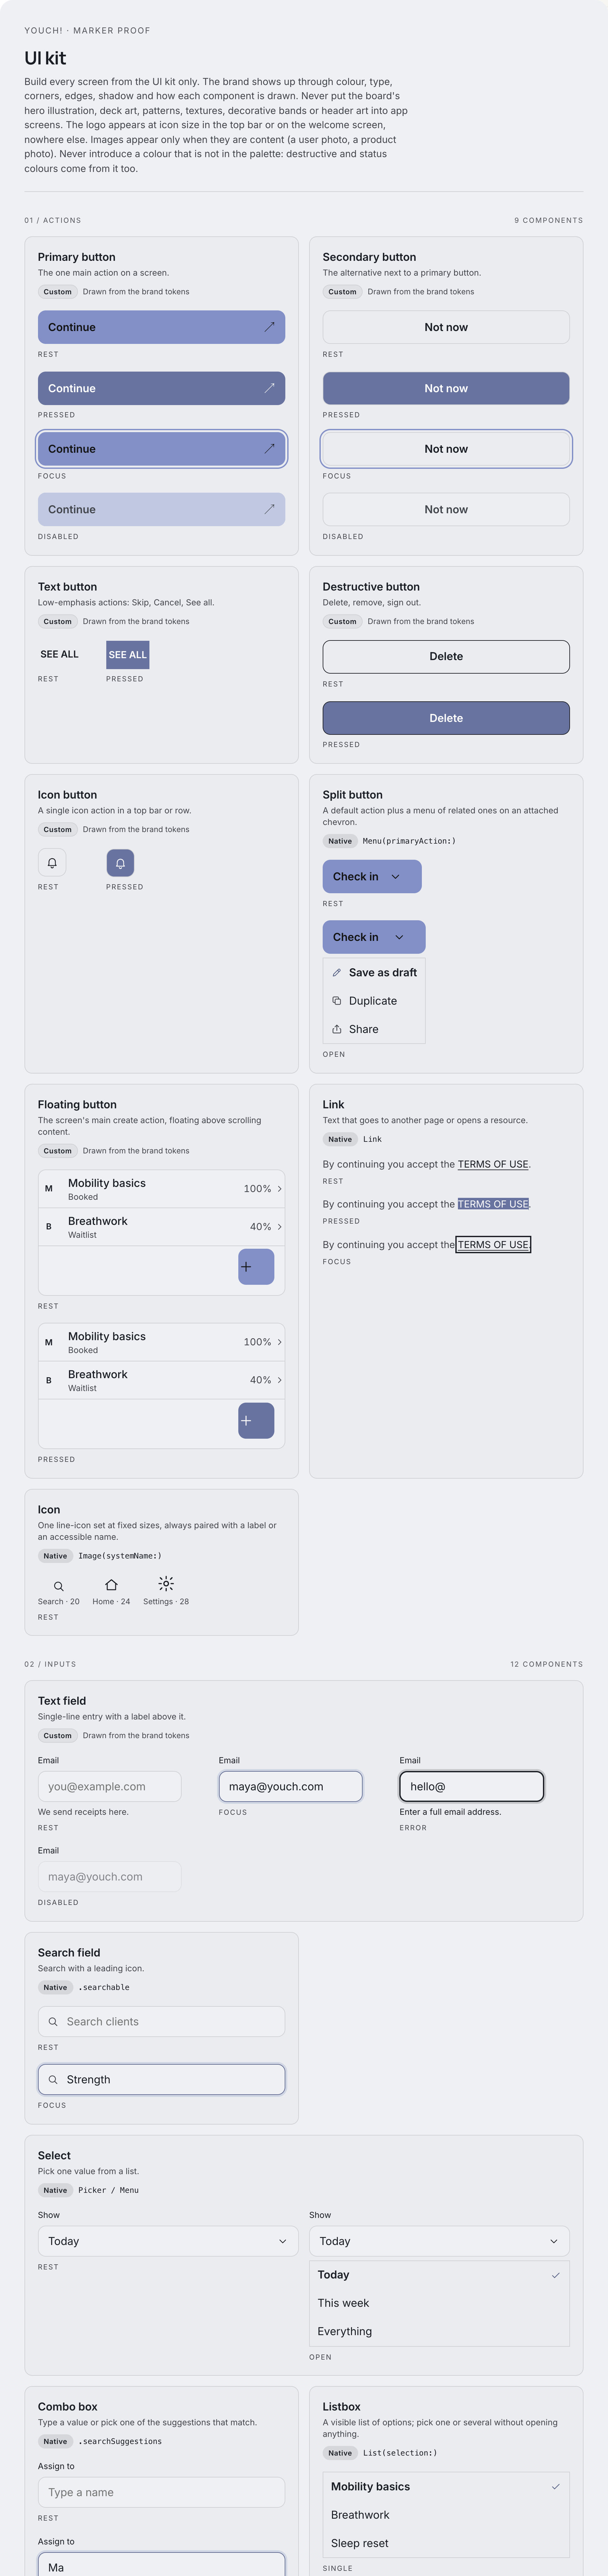 YOUCH! · MARKER PROOF
UI kit
Build every screen from the UI kit only. The brand shows up through colour, type,
corners, edges, shadow and how each component is drawn. Never put the board's
hero illustration, deck art, patterns, textures, decorative bands or header art into app
screens. The logo appears at icon size in the top bar or on the welcome screen,
nowhere else. Images appear only when they are content (a user photo, a product
photo). Never introduce a colour that is not in the palette: destructive and status
colours come from it too.
01 / ACTIONS
9 COMPONENTS
Primary button
The one main action on a screen.
Custom Drawn from the brand tokens
Continue
REST
Continue
PRESSED
Continue
FOCUS
Continue
DISABLED
Secondary button
The alternative next to a primary button.
Custom Drawn from the brand tokens
Not now
REST
Not now
PRESSED
Not now
FOCUS
Not now
DISABLED
Text button
Low-emphasis actions: Skip, Cancel, See all.
Custom Drawn from the brand tokens
SEE ALL
REST
SEE ALL
PRESSED
Destructive button
Delete, remove, sign out.
Custom Drawn from the brand tokens
Delete
REST
Delete
PRESSED
Icon button
A single icon action in a top bar or row.
Custom Drawn from the brand tokens
REST
PRESSED
Split button
A default action plus a menu of related ones on an attached
chevron.
Native Menu(primaryAction:)
Check in
REST
Check in
Save as draft
Duplicate
Share
OPEN
Floating button
The screen's main create action, floating above scrolling
content.
Custom Drawn from the brand tokens
M Mobility basics 100%
Booked
B Breathwork 40%
Waitlist
REST
M Mobility basics 100%
Booked
B Breathwork 40%
Waitlist
PRESSED
Link
Text that goes to another page or opens a resource.
Native Link
By continuing you accept the TERMS OF USE.
REST
By continuing you accept the TERMS OF USE.
PRESSED
By continuing you accept the TERMS OF USE.
FOCUS
Icon
One line-icon set at fixed sizes, always paired with a label or
an accessible name.
Native Image(systemName:)
Search · 20 Home · 24 Settings · 28
REST
02 / INPUTS
12 COMPONENTS
Text field
Single-line entry with a label above it.
Custom Drawn from the brand tokens
Email
you@example.com
We send receipts here.
REST
Email
maya@youch.com
FOCUS
Email
hello@
Enter a full email address.
ERROR
Email
maya@youch.com
DISABLED
Search field
Search with a leading icon.
Native .searchable
Search clients
REST
Strength
FOCUS
Select
Pick one value from a list.
Native Picker / Menu
Show
Today
REST
Show
Today
Today
This week
Everything
OPEN
Combo box
Type a value or pick one of the suggestions that match.
Native .searchSuggestions
Assign to
Type a name
REST
Assign to
Ma
Listbox
A visible list of options; pick one or several without opening
anything.
Native List(selection:)
Mobility basics
Breathwork
Sleep reset
SINGLE